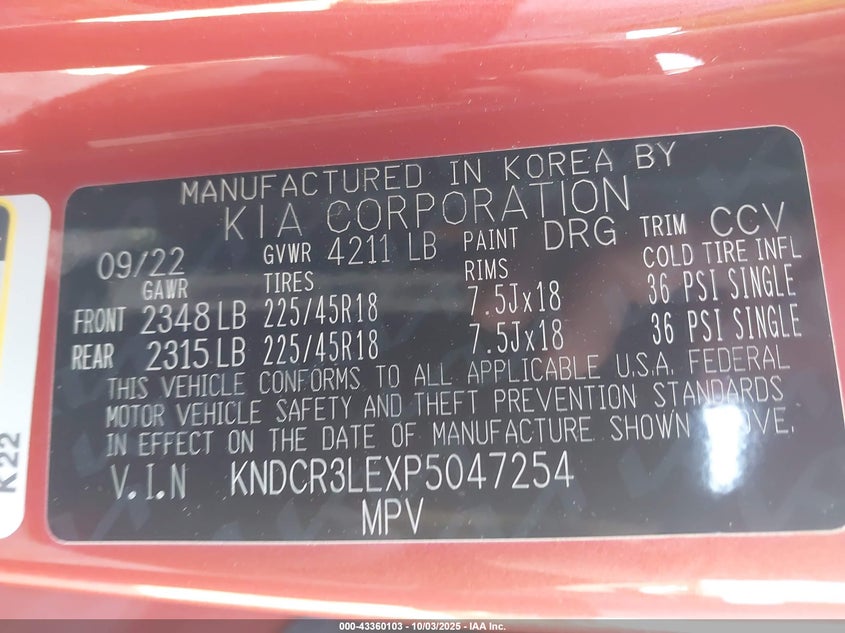 MANUFACTURED IN KOREA BY
KIA CORPORATION
09/22 GVWR 4211 LB PAINT DRG TRIM CCV
GAWR TIRES RIMS COLD TIRE INFL
FRONT 2348 LB 225/45R18 7.5Jx18 36 PSI SINGLE
REAR 2315 LB 225/45R18 7.5Jx18 36 PSI SINGLE
THIS VEHICLE CONFORMS TO ALL APPLICABLE U.S.A. FEDERAL
MOTOR VEHICLE SAFETY AND THEFT PREVENTION STANDARDS
IN EFFECT ON THE DATE OF MANUFACTURE SHOWN ABOVE.
V.I.N KNDCR3LEXP5047254
MPV
K22
000-43360103 - 10/03/2025 - IAA Inc.